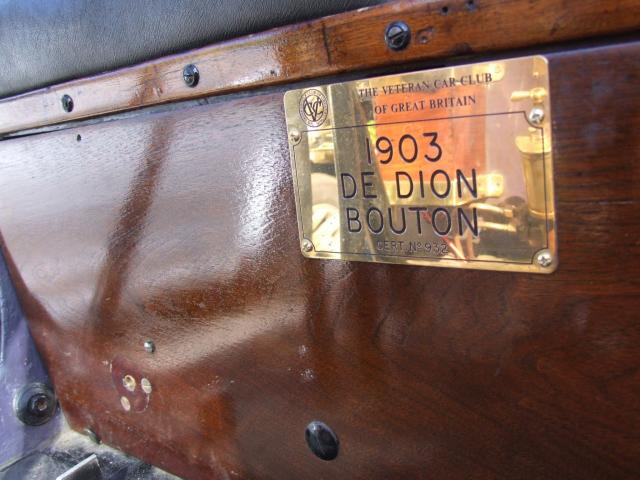 THE VETERAN CAR CLUB
OF GREAT BRITAIN
1903
DE DION
BOUTON
CERT. Nº 932